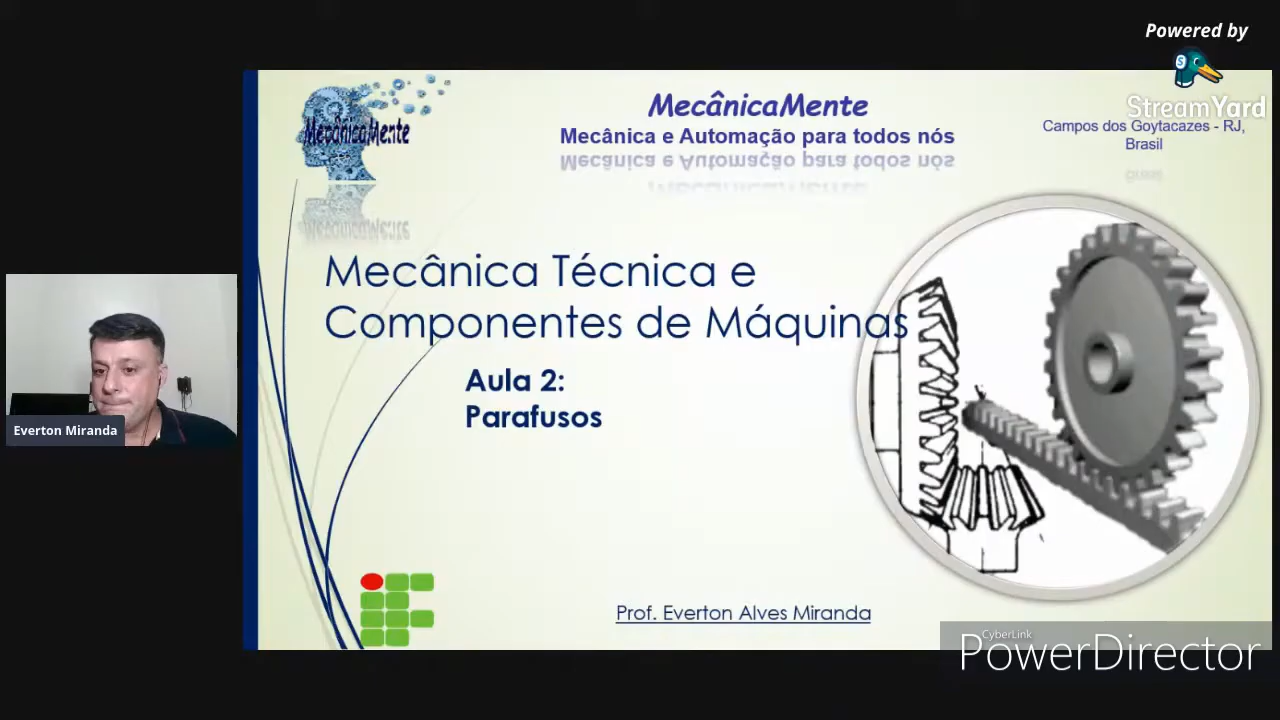 Powered by
StreamYard
MecânicaMente
MecânicaMente
Mecânica e Automação para todos nós
Campos dos Goytacazes - RJ,
Brasil
Mecânica Técnica e
Componentes de Máquinas
Aula 2:
Parafusos
Everton Miranda
Prof. Everton Alves Miranda
CyberLink
PowerDirector